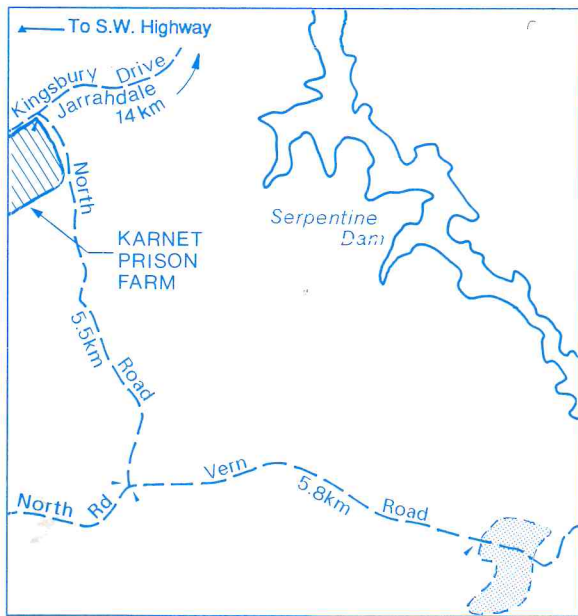 To S.W. Highway
Kingsbury Drive
Jarrahdale
14km
North
Serpentine
Dam
KARNET
PRISON
FARM
5.5km
Road
Vern
5.8km
Road
North Rd